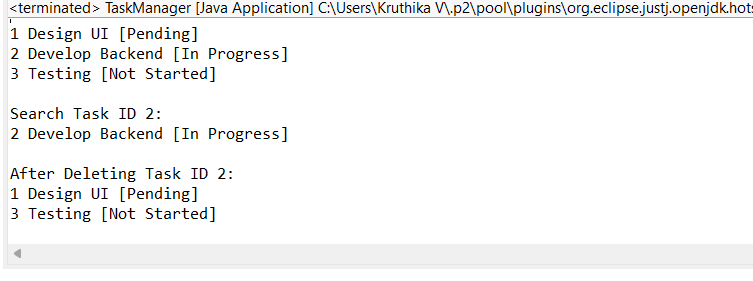 <terminated> TaskManager [Java Application] C:\Users\Kruthika V\.p2\pool\plugins\org.eclipse.justj.openjdk.hots
1 Design UI [Pending]
2 Develop Backend [In Progress]
3 Testing [Not Started]
Search Task ID 2:
2 Develop Backend [In Progress]
After Deleting Task ID 2:
1 Design UI [Pending]
3 Testing [Not Started]